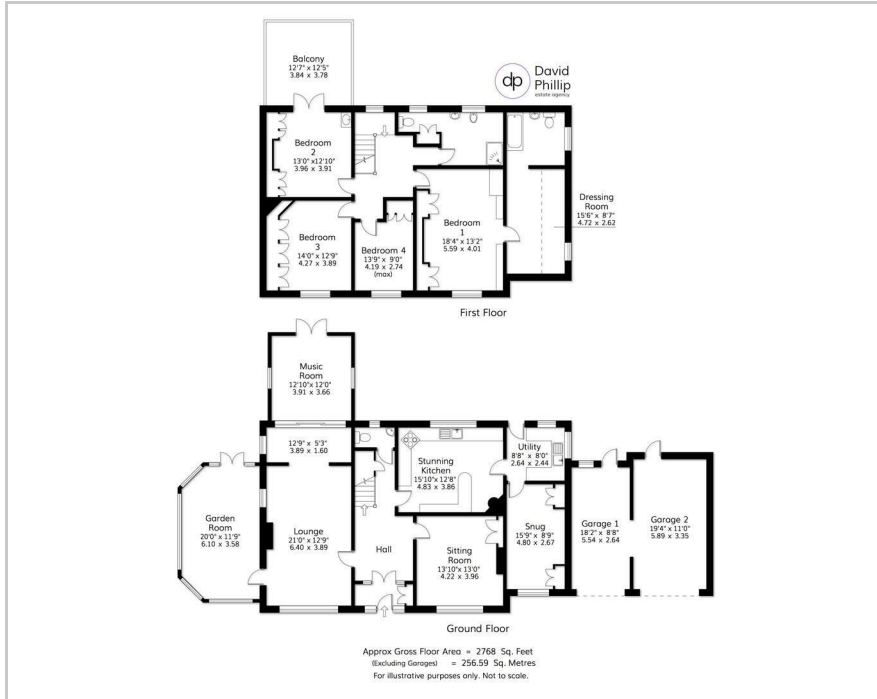 Balcony
12'7" x 12'5"
3.84 x 3.78
dp
David
Phillip
estate agency
Bedroom
2
13'0" x12'10"
3.96 x 3.91
Dressing
Room
15'6" x 8'7"
4.72 x 2.62
Bedroom
1
18'4" x 13'2"
5.59 x 4.01
Bedroom
3
14'0" x 12'9"
4.27 x 3.89
Bedroom 4
13'9" x 9'0"
4.19 x 2.74
(max)
First Floor
Music
Room
12'10" x 12'0"
3.91 x 3.66
12'9" x 5'3"
3.89 x 1.60
Stunning
Kitchen
15'10" x 12'8"
4.83 x 3.86
Utility
8'8" x 8'0"
2.64 x 2.44
Garden
Room
20'0" x 11'9"
6.10 x 3.58
Lounge
21'0" x 12'9"
6.40 x 3.89
Hall
Sitting
Room
13'10" x 13'0"
4.22 x 3.96
Snug
15'9" x 8'9"
4.80 x 2.67
Garage 1
18'2" x 8'8"
5.54 x 2.64
Garage 2
19'4" x 11'0"
5.89 x 3.35
Ground Floor
Approx Gross Floor Area = 2768 Sq. Feet
(Excluding Garages) = 256.59 Sq. Metres
For illustrative purposes only. Not to scale.